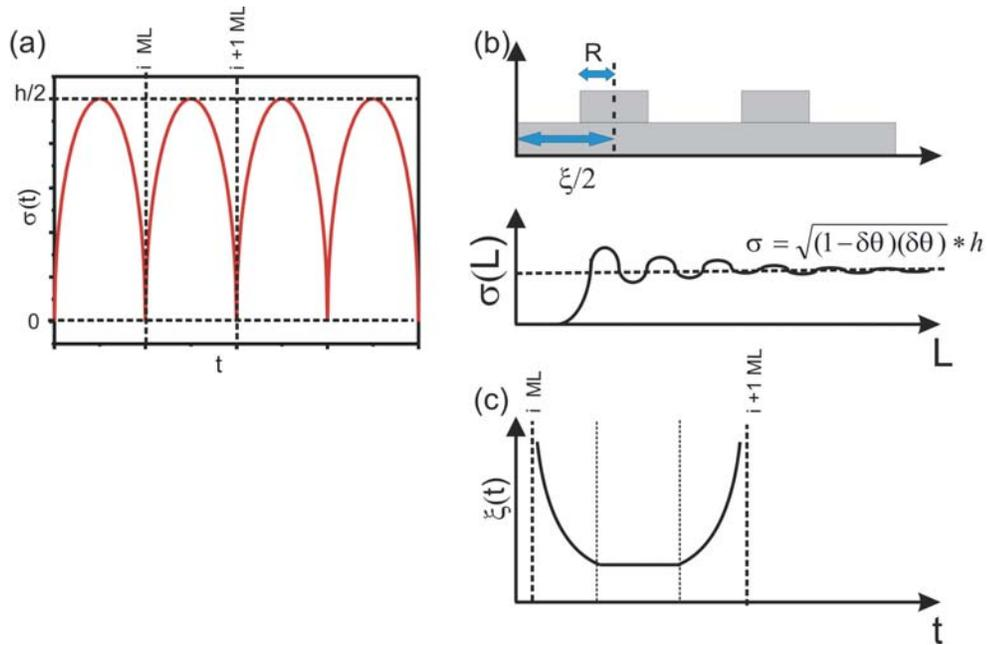 (a)
i ML
i +1 ML
h/2
σ(t)
0
t
(b)
R
ξ/2
σ(L)
σ = √(1−δθ)(δθ) * h
L
(c)
i ML
i +1 ML
ξ(t)
t